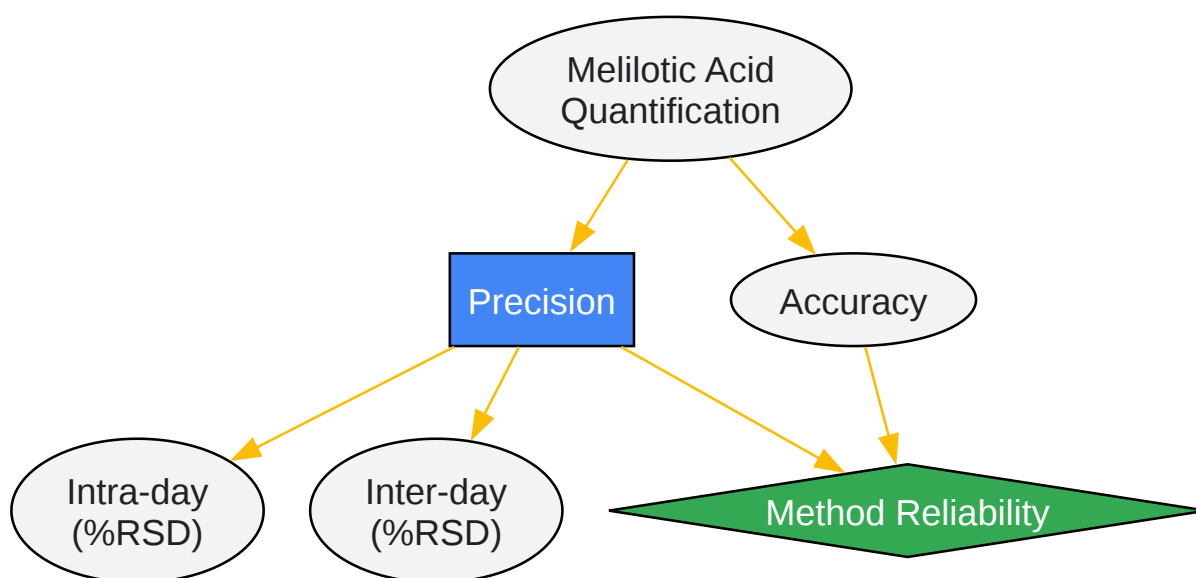 Melilotic Acid
Quantification
Precision
Accuracy
Intra-day
(%RSD)
Inter-day
(%RSD)
Method Reliability